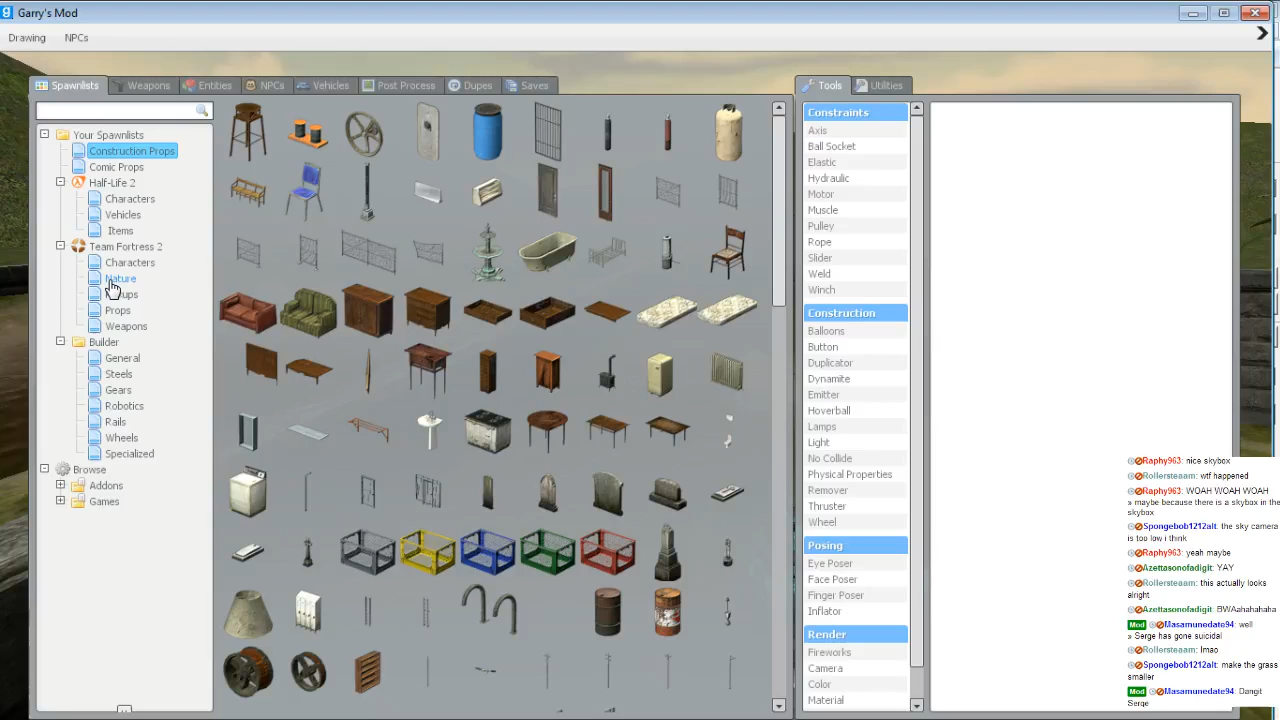 Garry's Mod
Drawing NPCs
Spawnlists Weapons Entities NPCs Vehicles Post Process Dupes Saves
Your Spawnlists
Construction Props
Comic Props
Half-Life 2
Characters
Vehicles
Items
Team Fortress 2
Characters
Nature
Props
Weapons
Builder
General
Steels
Gears
Robotics
Rails
Wheels
Specialized
Browse
Addons
Games
Tools Utilities
Constraints
Axis
Ball Socket
Elastic
Hydraulic
Motor
Muscle
Pulley
Rope
Slider
Weld
Winch
Construction
Balloons
Button
Duplicator
Dynamite
Emitter
Hoverball
Lamps
Light
No Collide
Physical Properties
Remover
Thruster
Wheel
Posing
Eye Poser
Face Poser
Finger Poser
Inflator
Render
Fireworks
Camera
Color
Material
Raphy963: nice skybox
Rollersteaam: wtf happened
Raphy963: WOAH WOAH WOAH
» maybe because there is a skybox in the
skybox
Spongebob1212alt: the sky camera
is too low i think
Raphy963: yeah maybe
Azettasonofadigit: YAY
Rollersteaam: this actually looks
alright
Azettasonofadigit: BWAahahahaha
Mod Masamunedate94: well
» Serge has gone suicidal
Rollersteaam: lmao
Spongebob1212alt: make the grass
smaller
Mod Masamunedate94: Dangit
Serge